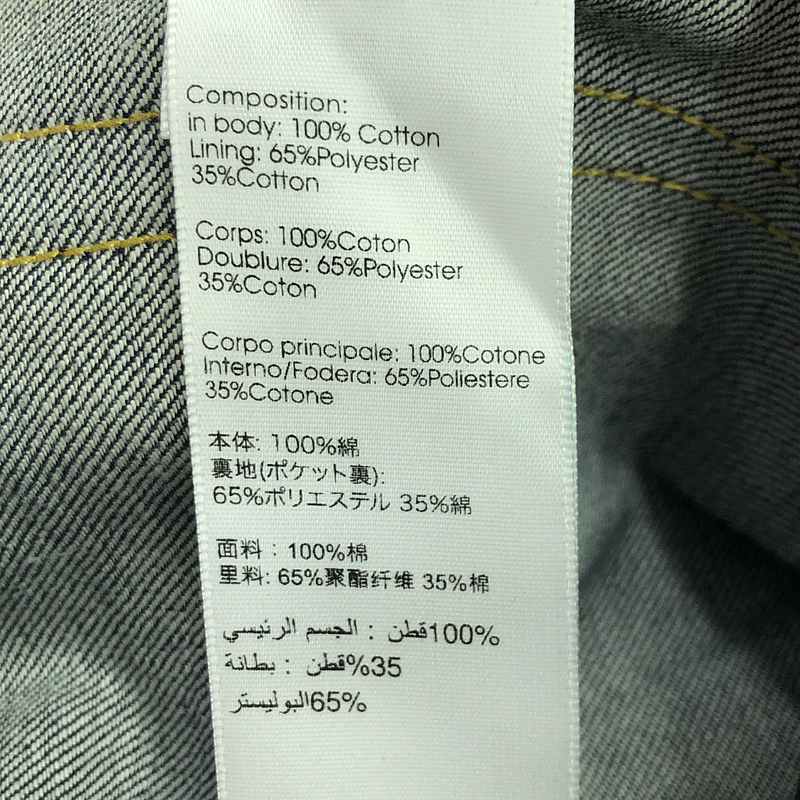 Composition:
in body: 100% Cotton
Lining: 65%Polyester
35%Cotton
Corps: 100%Coton
Doublure: 65%Polyester
35%Coton
Corpo principale: 100%Cotone
Interno/Fodera: 65%Poliestere
35%Cotone
本体: 100%綿
裏地(ポケット裏):
65%ポリエステル 35%綿
面料：100%棉
里料: 65%聚酯纤维 35%棉
100%قطن : الجسم الرئيسي
35%قطن : بطانة
65%البوليستر